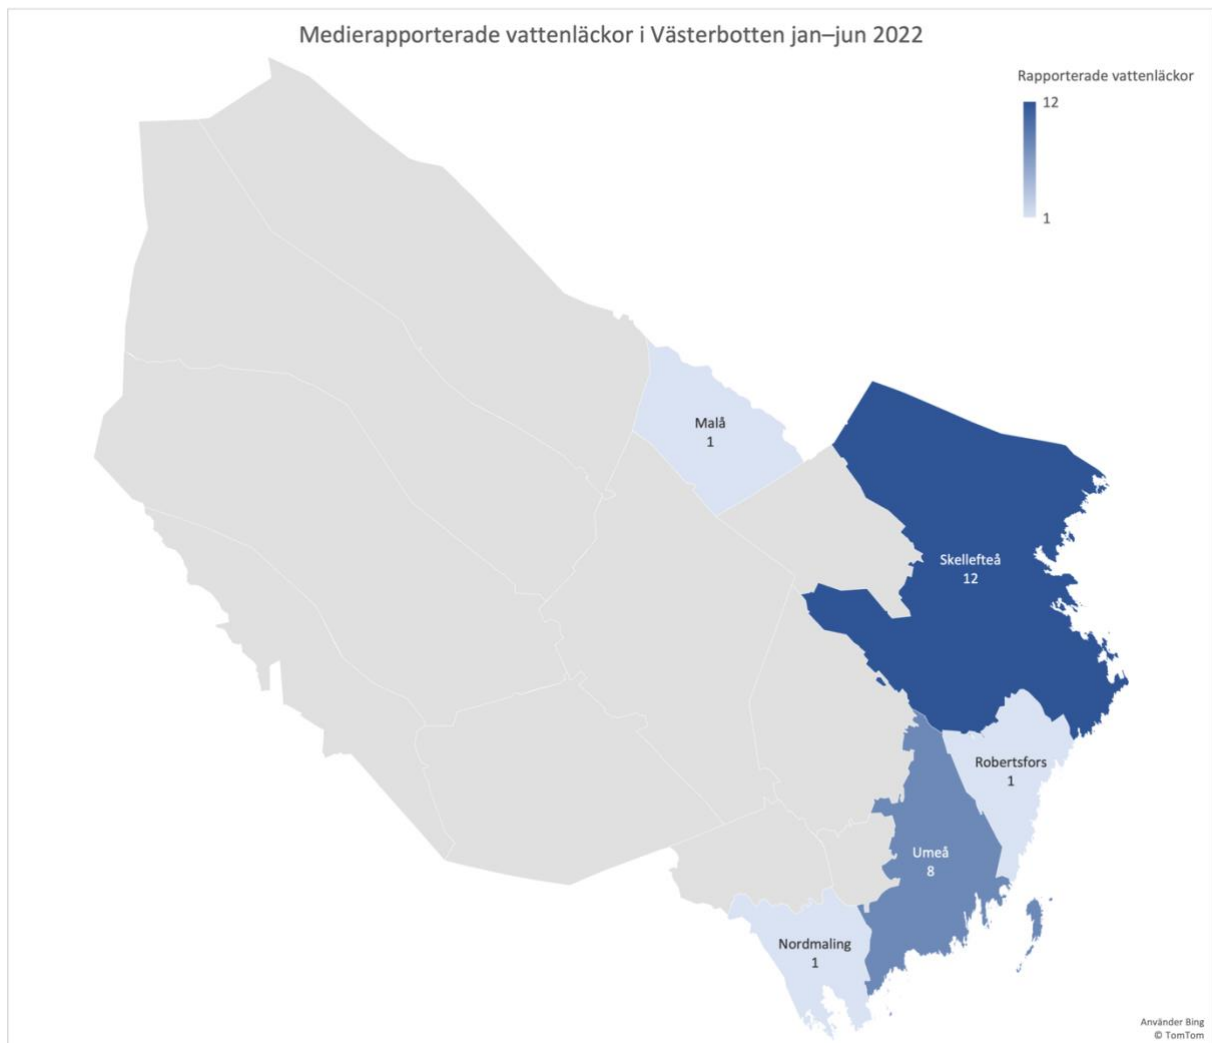 Medierapporterade vattenläckor i Västerbotten jan–jun 2022
Rapporterade vattenläckor
12
1
Malå
1
Skellefteå
12
Robertsfors
1
Umeå
8
Nordmaling
1
Använder Bing
© TomTom